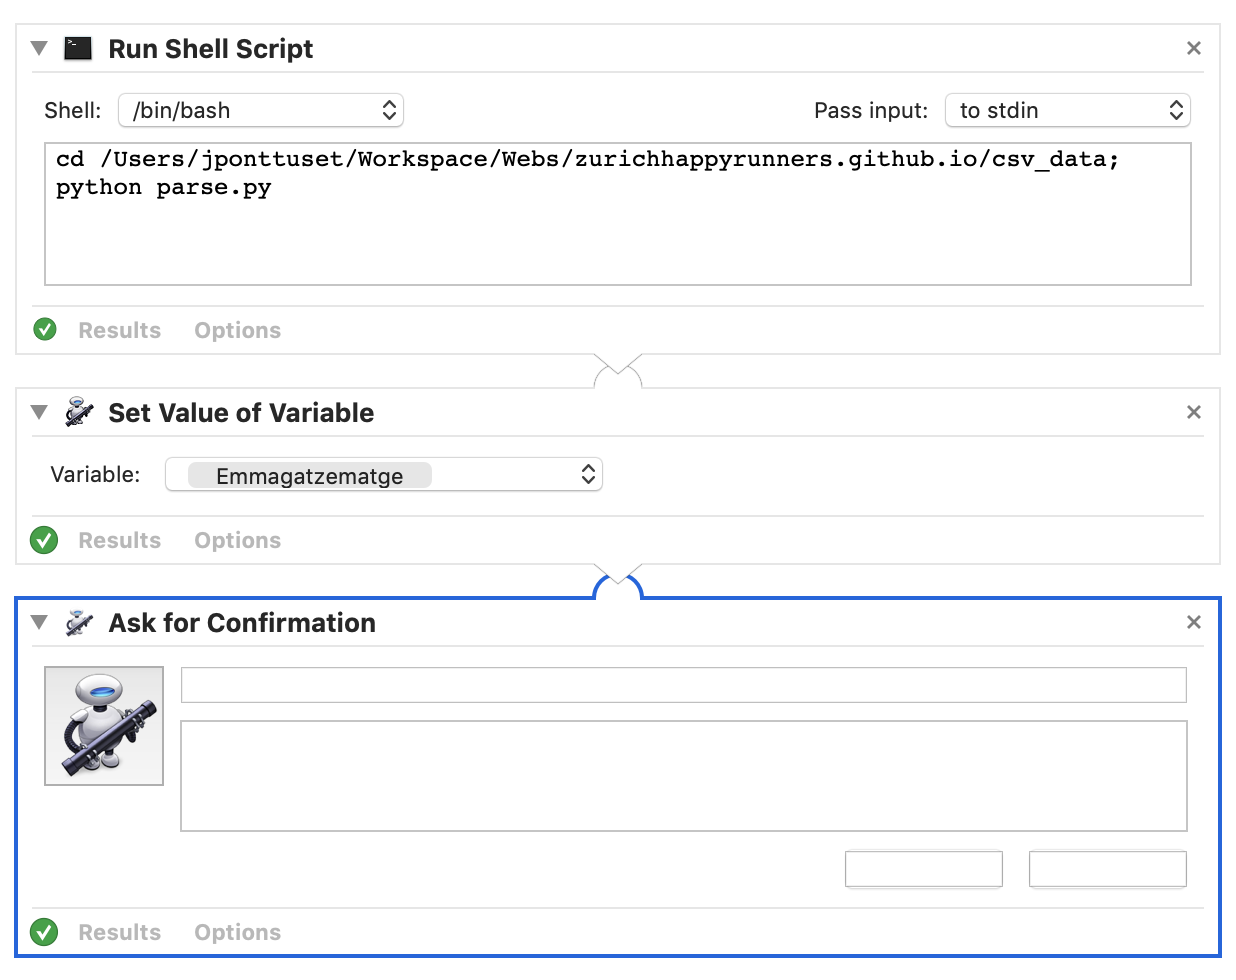 Run Shell Script
Shell: /bin/bash Pass input: to stdin
cd /Users/jponttuset/Workspace/Webs/zurichhappyrunners.github.io/csv_data;
python parse.py
Results Options
Set Value of Variable
Variable: Emmagatzematge
Results Options
Ask for Confirmation
Results Options